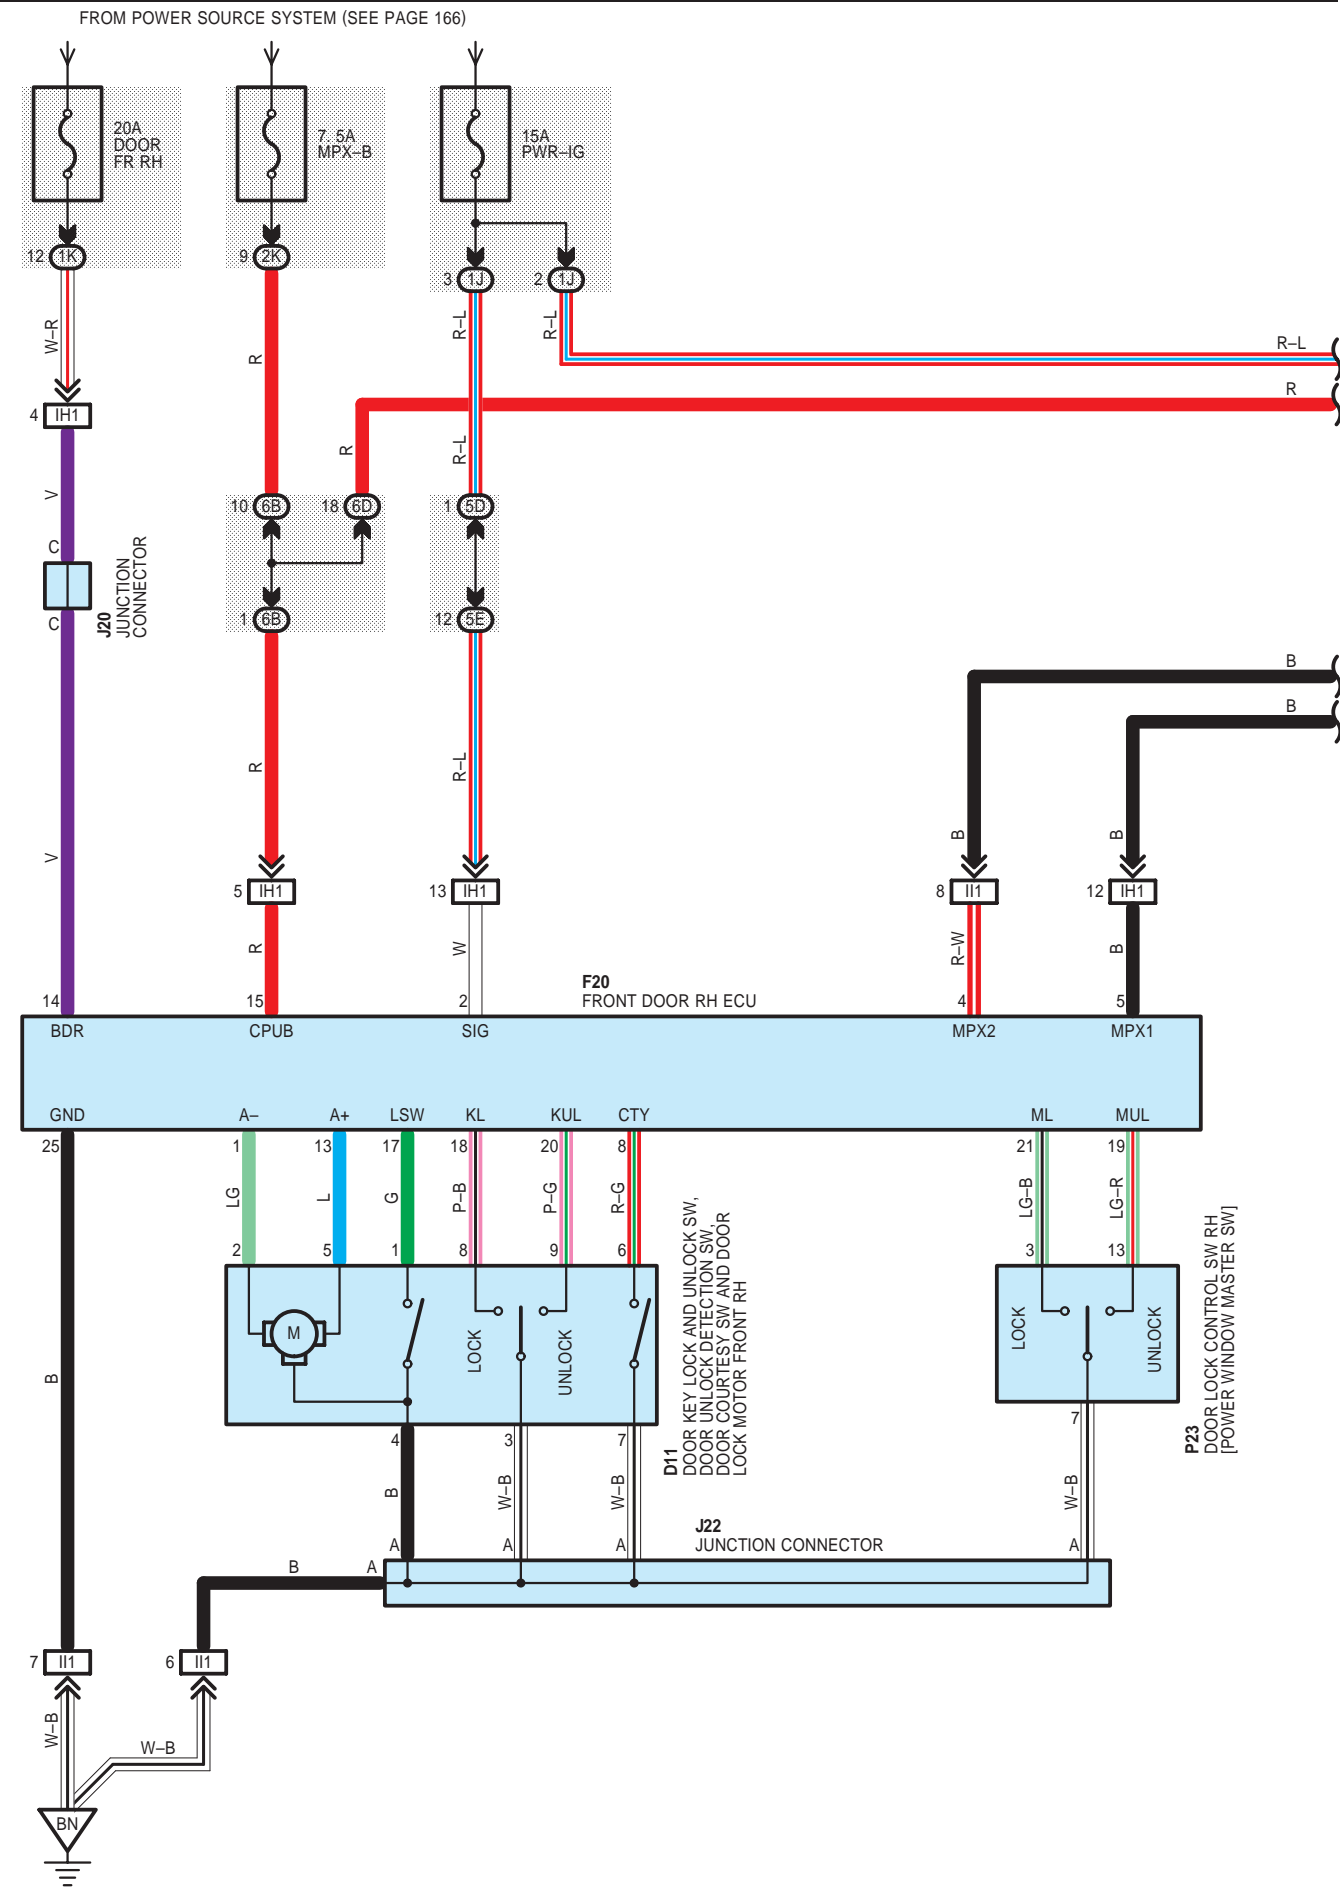 FROM POWER SOURCE SYSTEM (SEE PAGE 166)
20A
DOOR
FR RH
7. 5A
MPX–B
15A
PWR–IG
12 1K
9 2K
3 1J
2 1J
W–R
R
R–L
R–L
R–L
R
4 IH1
R
R–L
V
10 6B
18 6D
1 5D
C
J20
JUNCTION
CONNECTOR
C
1 6B
12 5E
B
B
V
R
R–L
B
B
5 IH1
13 IH1
8 II1
12 IH1
R
W
R–W
B
F20
FRONT DOOR RH ECU
14
15
2
4
5
BDR
CPUB
SIG
MPX2
MPX1
GND
A–
A+
LSW
KL
KUL
CTY
ML
MUL
25
1
13
17
18
20
8
21
19
LG
L
G
P–B
P–G
R–G
LG–B
LG–R
2
5
1
8
9
6
3
13
M
LOCK
UNLOCK
LOCK
UNLOCK
D11
DOOR KEY LOCK AND UNLOCK SW,
DOOR UNLOCK DETECTION SW,
DOOR COURTESY SW AND DOOR
LOCK MOTOR FRONT RH
P23
DOOR LOCK CONTROL SW RH
[POWER WINDOW MASTER SW]
B
4
3
7
7
B
W–B
W–B
W–B
J22
JUNCTION CONNECTOR
A
A
A
A
B
A
7 II1
6 II1
W–B
W–B
BN